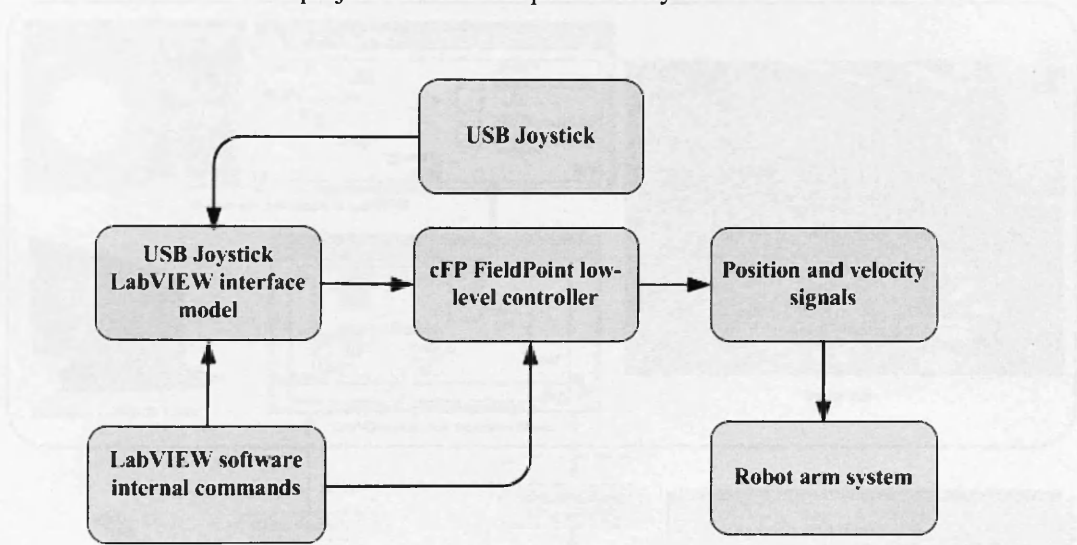 USB Joystick
USB Joystick
LabVIEW interface
model
cFP FieldPoint low-
level controller
Position and velocity
signals
LabVIEW software
internal commands
Robot arm system